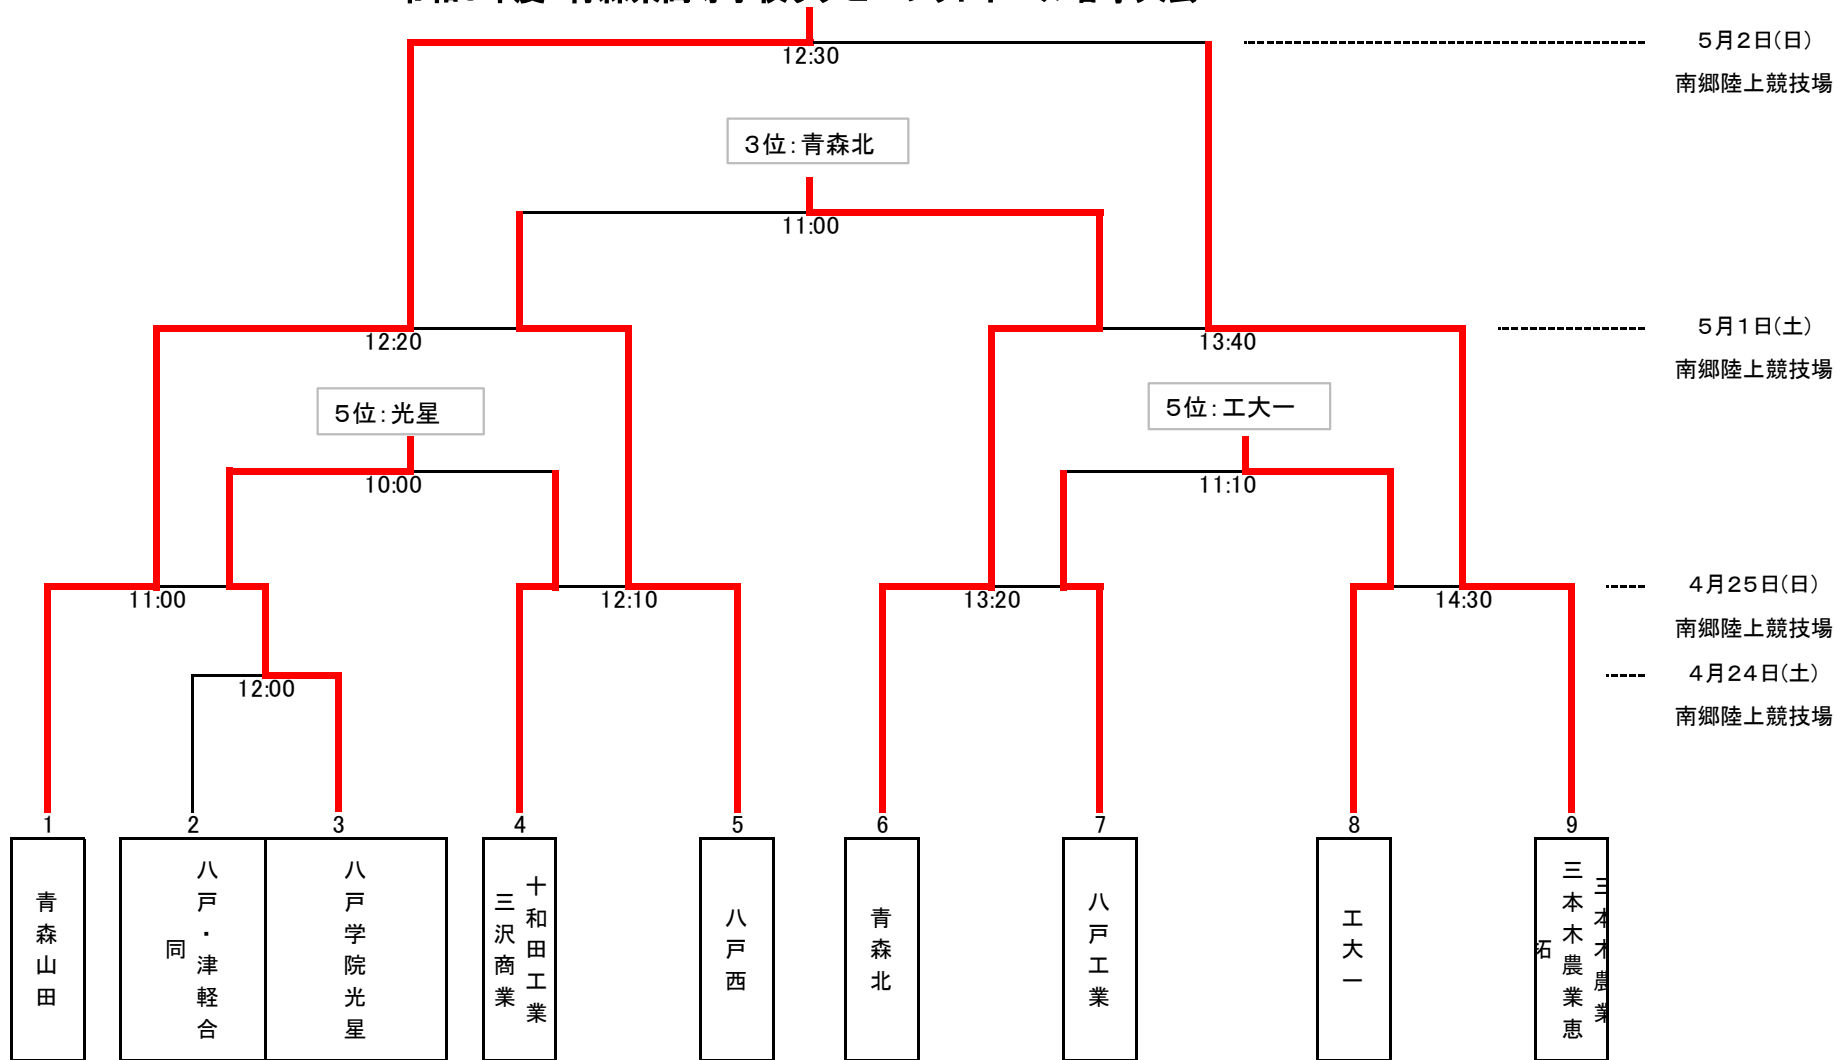 12:30
5月2日(日)
南郷陸上競技場
3位:青森北
11:00
12:20
13:40
5月1日(土)
南郷陸上競技場
5位:光星
5位:工大一
10:00
11:10
11:00
12:10
13:20
14:30
4月25日(日)
南郷陸上競技場
12:00
4月24日(土)
南郷陸上競技場
1
2
3
4
5
6
7
8
9
青森山田
八戸・津軽合
同
八戸学院光星
十和田工業
三沢商業
八戸西
青森北
八戸工業
工大一
三本木農業
三本木農業恵
拓